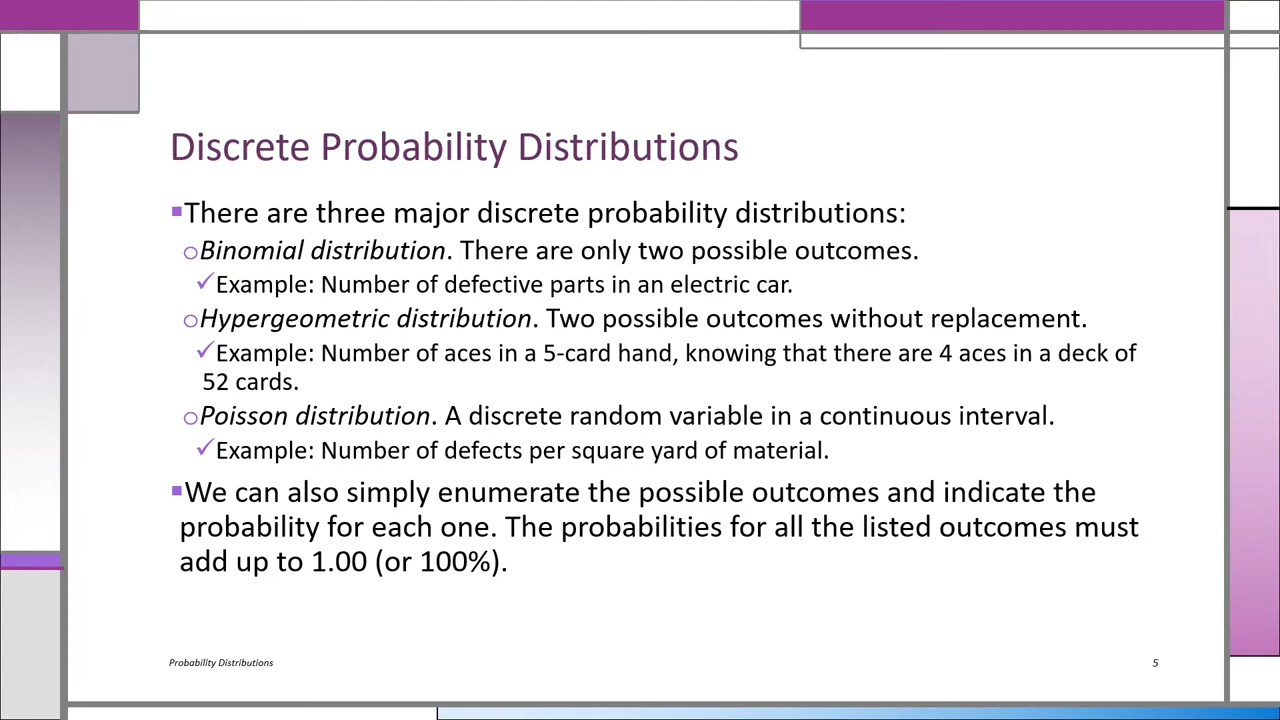 Discrete Probability Distributions
▪There are three major discrete probability distributions:
oBinomial distribution. There are only two possible outcomes.
✓Example: Number of defective parts in an electric car.
oHypergeometric distribution. Two possible outcomes without replacement.
✓Example: Number of aces in a 5-card hand, knowing that there are 4 aces in a deck of
52 cards.
oPoisson distribution. A discrete random variable in a continuous interval.
✓Example: Number of defects per square yard of material.
▪We can also simply enumerate the possible outcomes and indicate the
probability for each one. The probabilities for all the listed outcomes must
add up to 1.00 (or 100%).
Probability Distributions
5